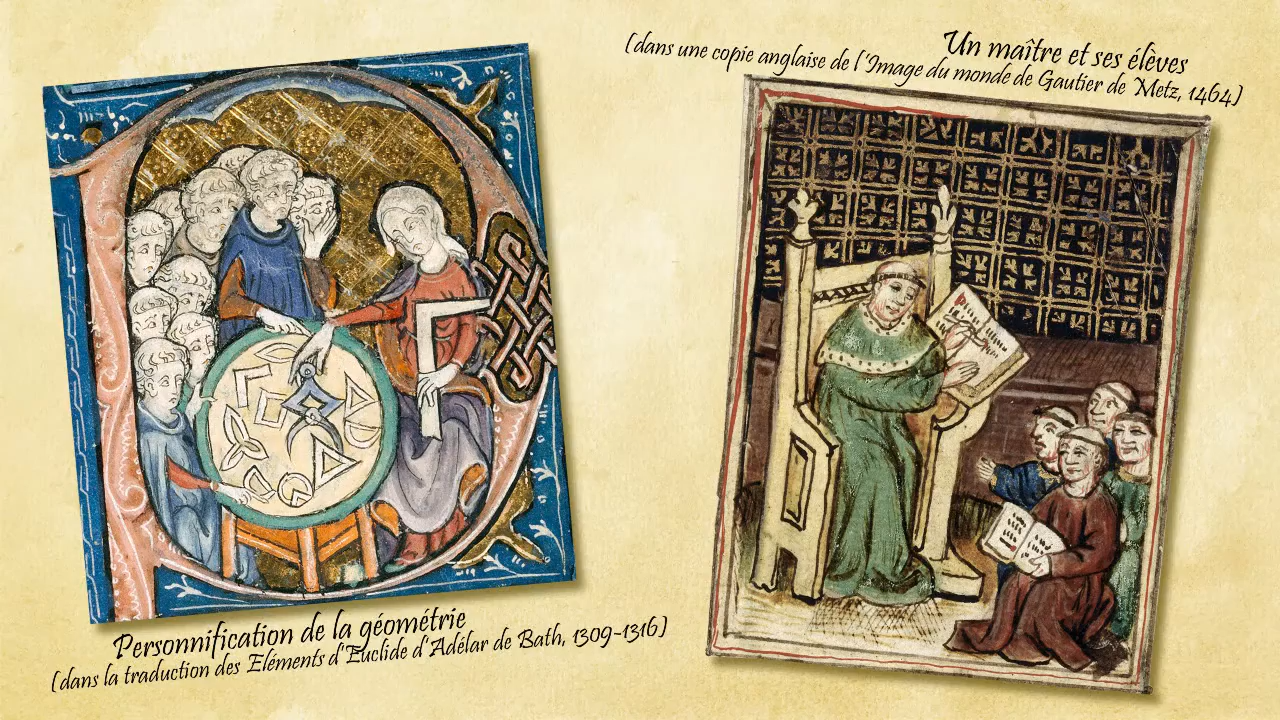 Un maître et ses élèves
(dans une copie anglaise de l'Image du monde de Gautier de Metz, 1464)
Personnification de la géométrie
(dans la traduction des Eléments d'Euclide d'Adélar de Bath, 1309-1316)